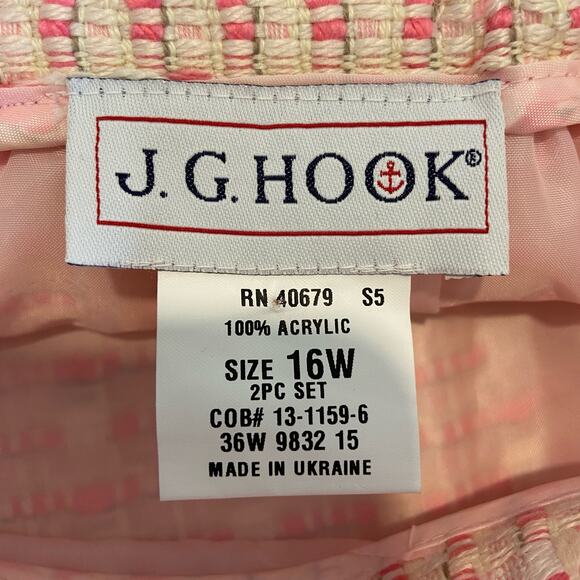 J. G. HOOK®
RN 40679 S5
100% ACRYLIC
SIZE 16W
2PC SET
COB# 13-1159-6
36W 9832 15
MADE IN UKRAINE